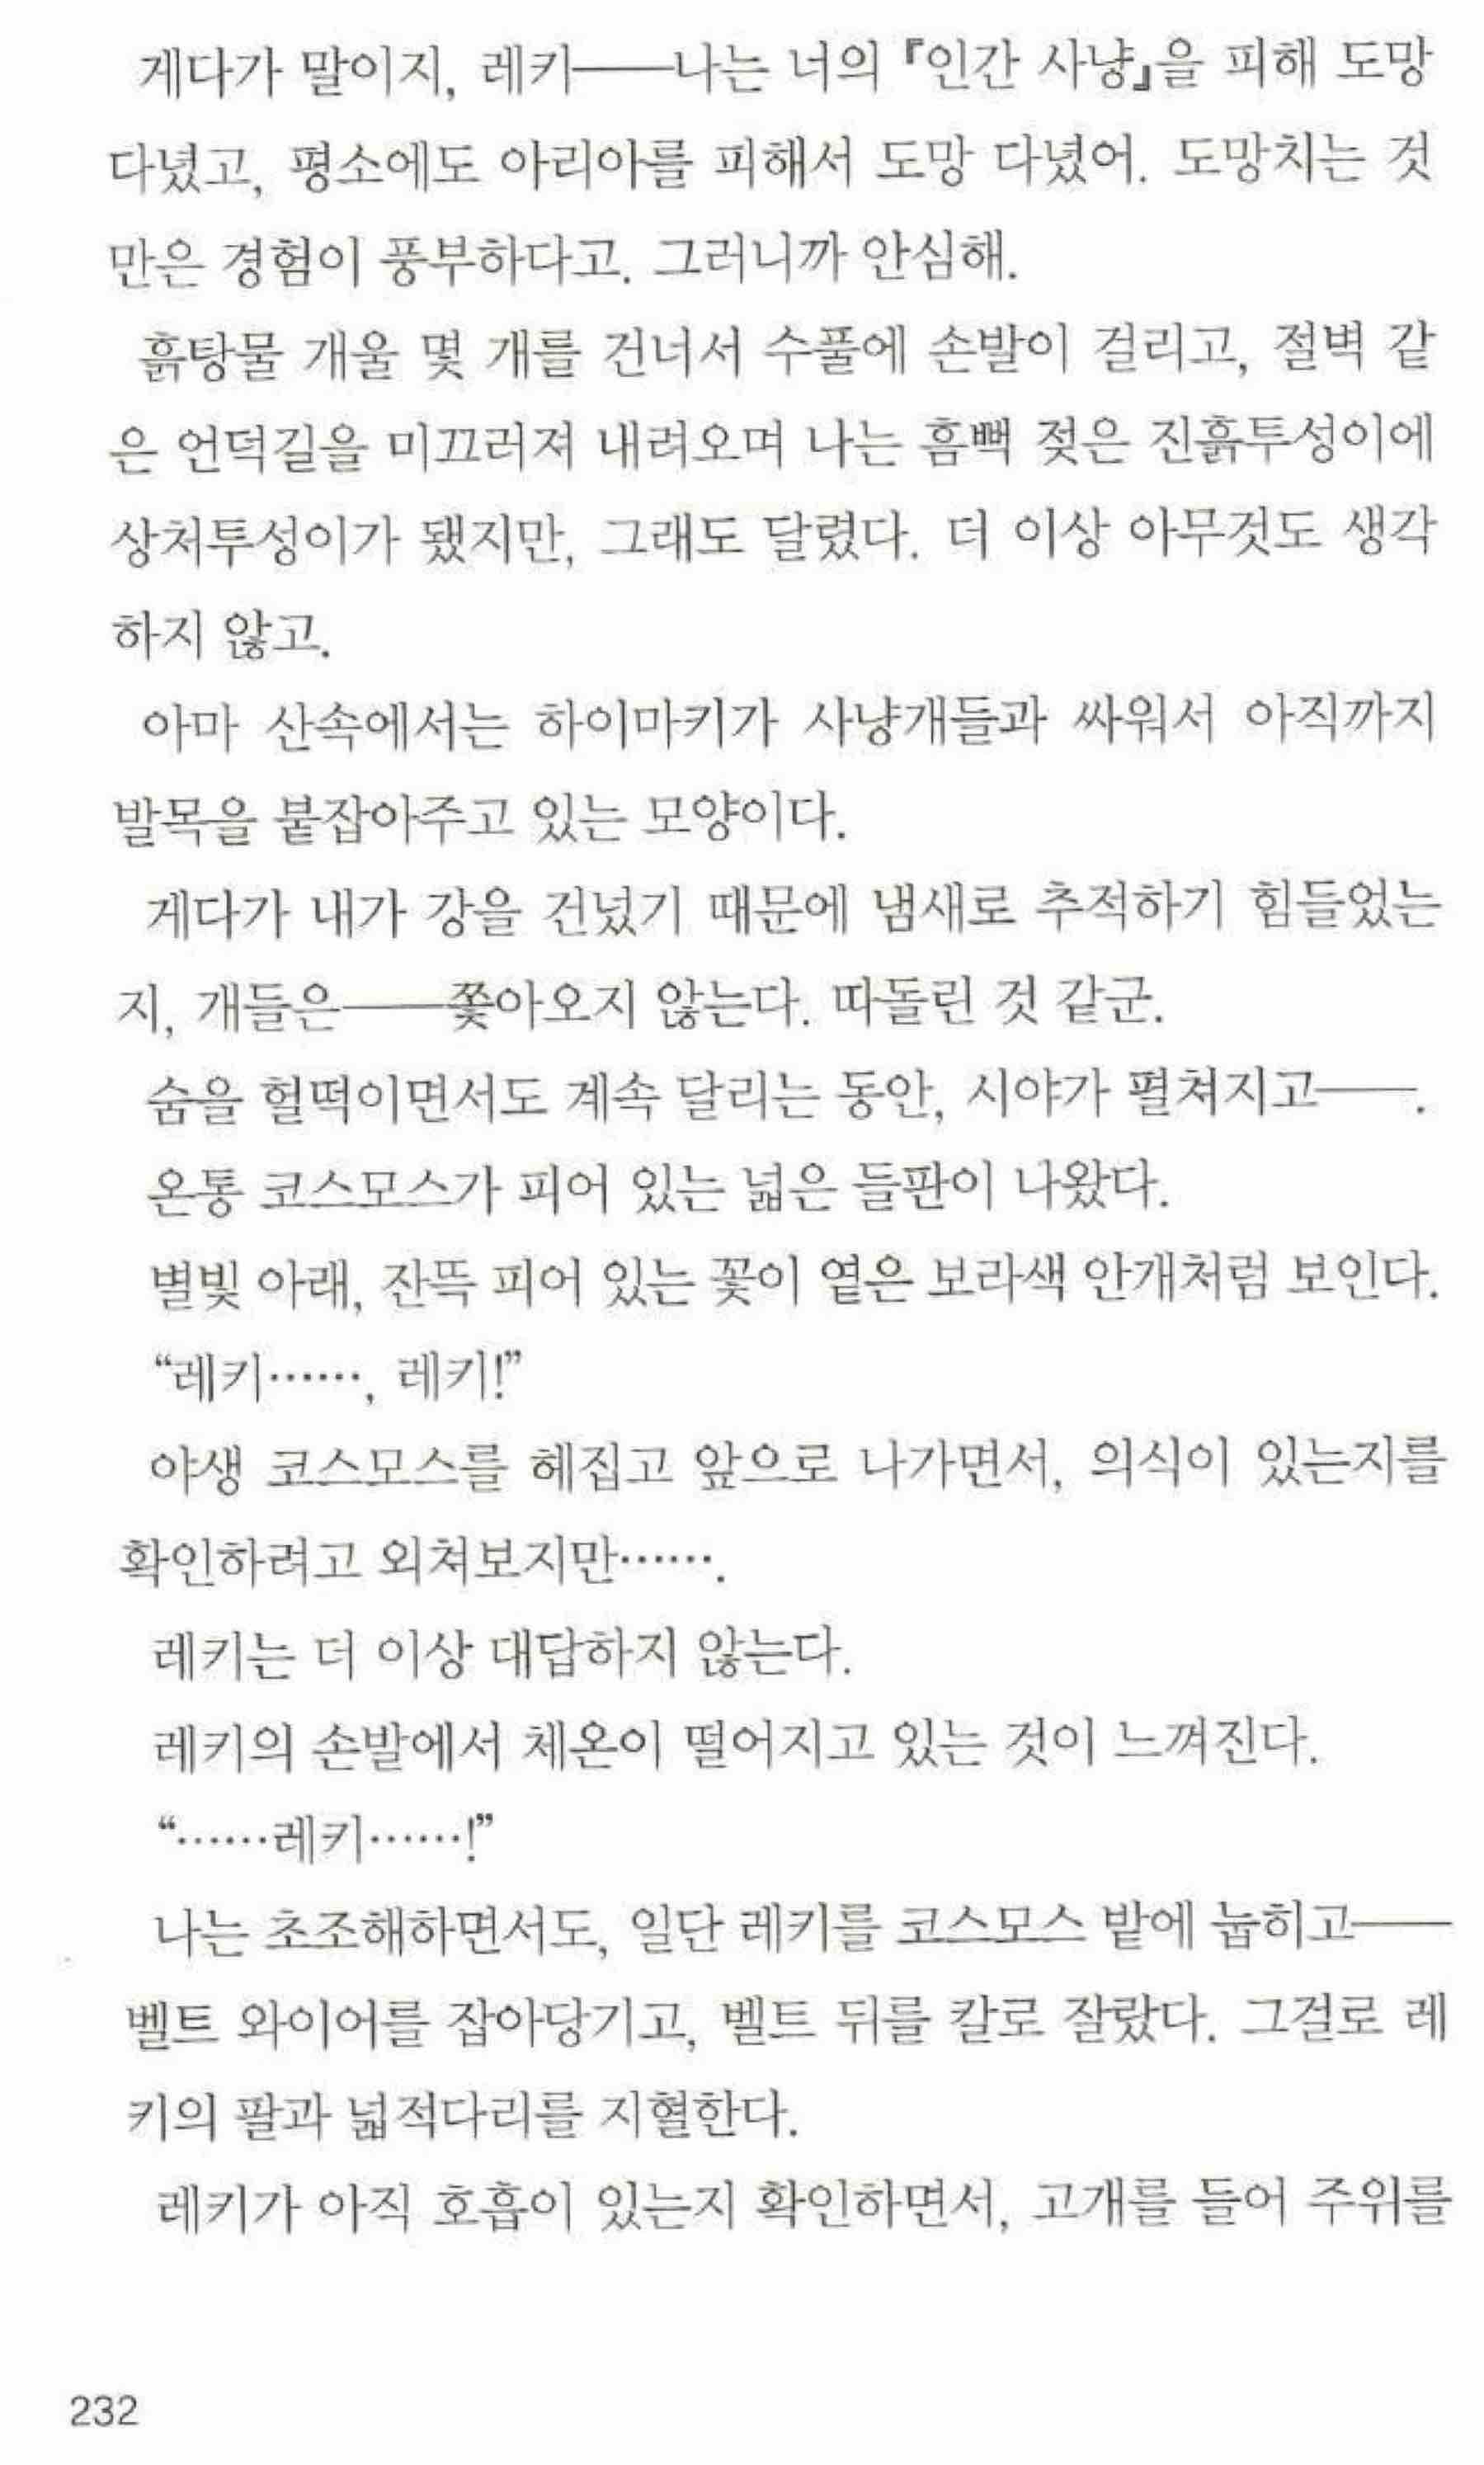 게다가 말이지, 레키──나는 너의 『인간 사냥』을 피해 도망
다녔고, 평소에도 아리아를 피해서 도망 다녔어. 도망치는 것
만은 경험이 풍부하다고. 그러니까 안심해.
흙탕물 개울 몇 개를 건너서 수풀에 손발이 걸리고, 절벽 같
은 언덕길을 미끄러져 내려오며 나는 흠뻑 젖은 진흙투성이에
상처투성이가 됐지만, 그래도 달렸다. 더 이상 아무것도 생각
하지 않고.
아마 산속에서는 하이마키가 사냥개들과 싸워서 아직까지
발목을 붙잡아주고 있는 모양이다.
게다가 내가 강을 건넜기 때문에 냄새로 추적하기 힘들었는
지, 개들은──쫓아오지 않는다. 따돌린 것 같군.
숨을 헐떡이면서도 계속 달리는 동안, 시야가 펼쳐지고──.
온통 코스모스가 피어 있는 넓은 들판이 나왔다.
별빛 아래, 잔뜩 피어 있는 꽃이 옅은 보라색 안개처럼 보인다.
“레키……, 레키!”
야생 코스모스를 헤집고 앞으로 나가면서, 의식이 있는지를
확인하려고 외쳐보지만…….
레키는 더 이상 대답하지 않는다.
레키의 손발에서 체온이 떨어지고 있는 것이 느껴진다.
“……레키……!”
나는 초조해하면서도, 일단 레키를 코스모스 밭에 눕히고──
벨트 와이어를 잡아당기고, 벨트 뒤를 칼로 잘랐다. 그걸로 레
키의 팔과 넓적다리를 지혈한다.
레키가 아직 호흡이 있는지 확인하면서, 고개를 들어 주위를
232